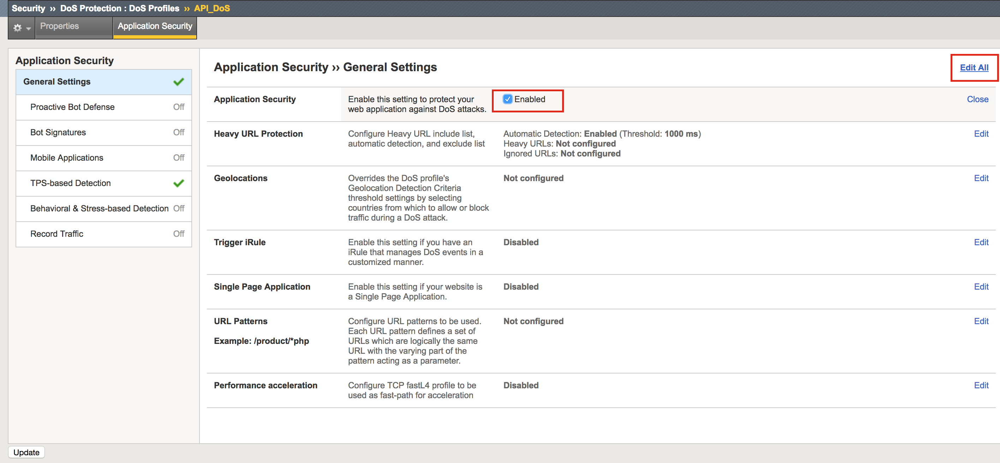 Security ›› DoS Protection : DoS Profiles ›› API_DoS
Properties
Application Security
Application Security
General Settings
Proactive Bot Defense Off
Bot Signatures Off
Mobile Applications Off
TPS-based Detection
Behavioral & Stress-based Detection Off
Record Traffic Off
Application Security ›› General Settings
Edit All
Application Security
Enable this setting to protect your
web application against DoS attacks.
Enabled
Close
Heavy URL Protection
Configure Heavy URL include list,
automatic detection, and exclude list
Automatic Detection: Enabled (Threshold: 1000 ms)
Heavy URLs: Not configured
Ignored URLs: Not configured
Edit
Geolocations
Overrides the DoS profile's
Geolocation Detection Criteria
threshold settings by selecting
countries from which to allow or block
traffic during a DoS attack.
Not configured
Edit
Trigger iRule
Enable this setting if you have an
iRule that manages DoS events in a
customized manner.
Disabled
Edit
Single Page Application
Enable this setting if your website is
a Single Page Application.
Disabled
Edit
URL Patterns
Example: /product/*php
Configure URL patterns to be used.
Each URL pattern defines a set of
URLs which are logically the same
URL with the varying part of the
pattern acting as a parameter.
Not configured
Edit
Performance acceleration
Configure TCP fastL4 profile to be
used as fast-path for acceleration
Disabled
Edit
Update